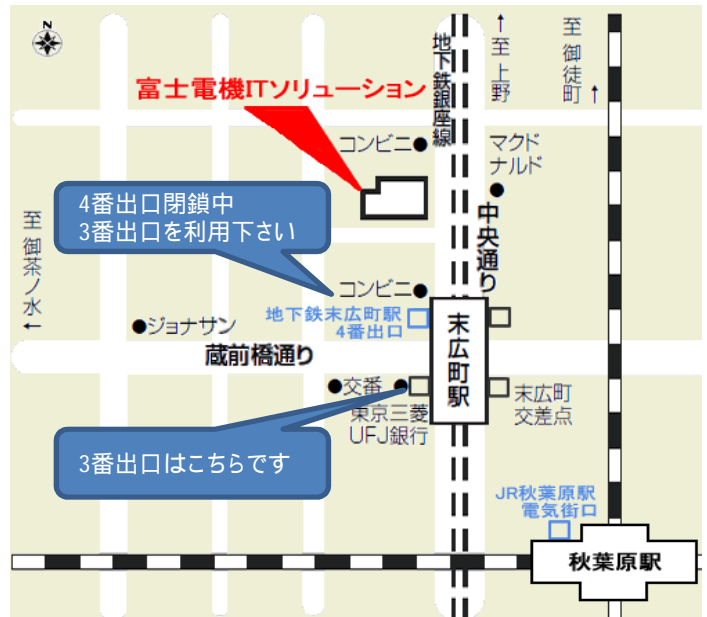 N
地下鉄銀座線
↑至上野
至御徒町↑
富士電機ITソリューション
コンビニ●
マクド
ナルド
●
4番出口閉鎖中
3番出口を利用下さい
中央通り
至御茶ノ水←
コンビニ●
地下鉄末広町駅
4番出口
●ジョナサン
末広町駅
蔵前橋通り
●交番
●
東京三菱
UFJ銀行
末広町
交差点
3番出口はこちらです
JR秋葉原駅
電気街口
秋葉原駅